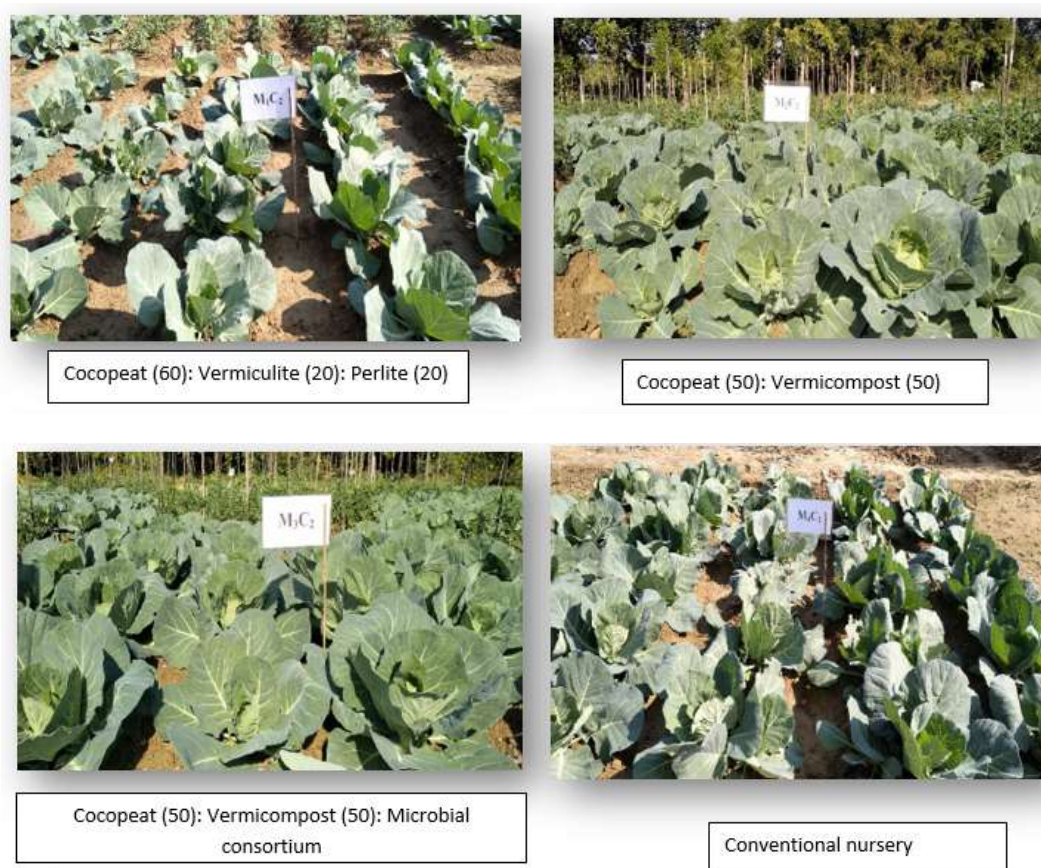 M₁C₂
Cocopeat (60): Vermiculite (20): Perlite (20)
Cocopeat (50): Vermicompost (50)
M₃C₂
Cocopeat (50): Vermicompost (50): Microbial
consortium
Conventional nursery